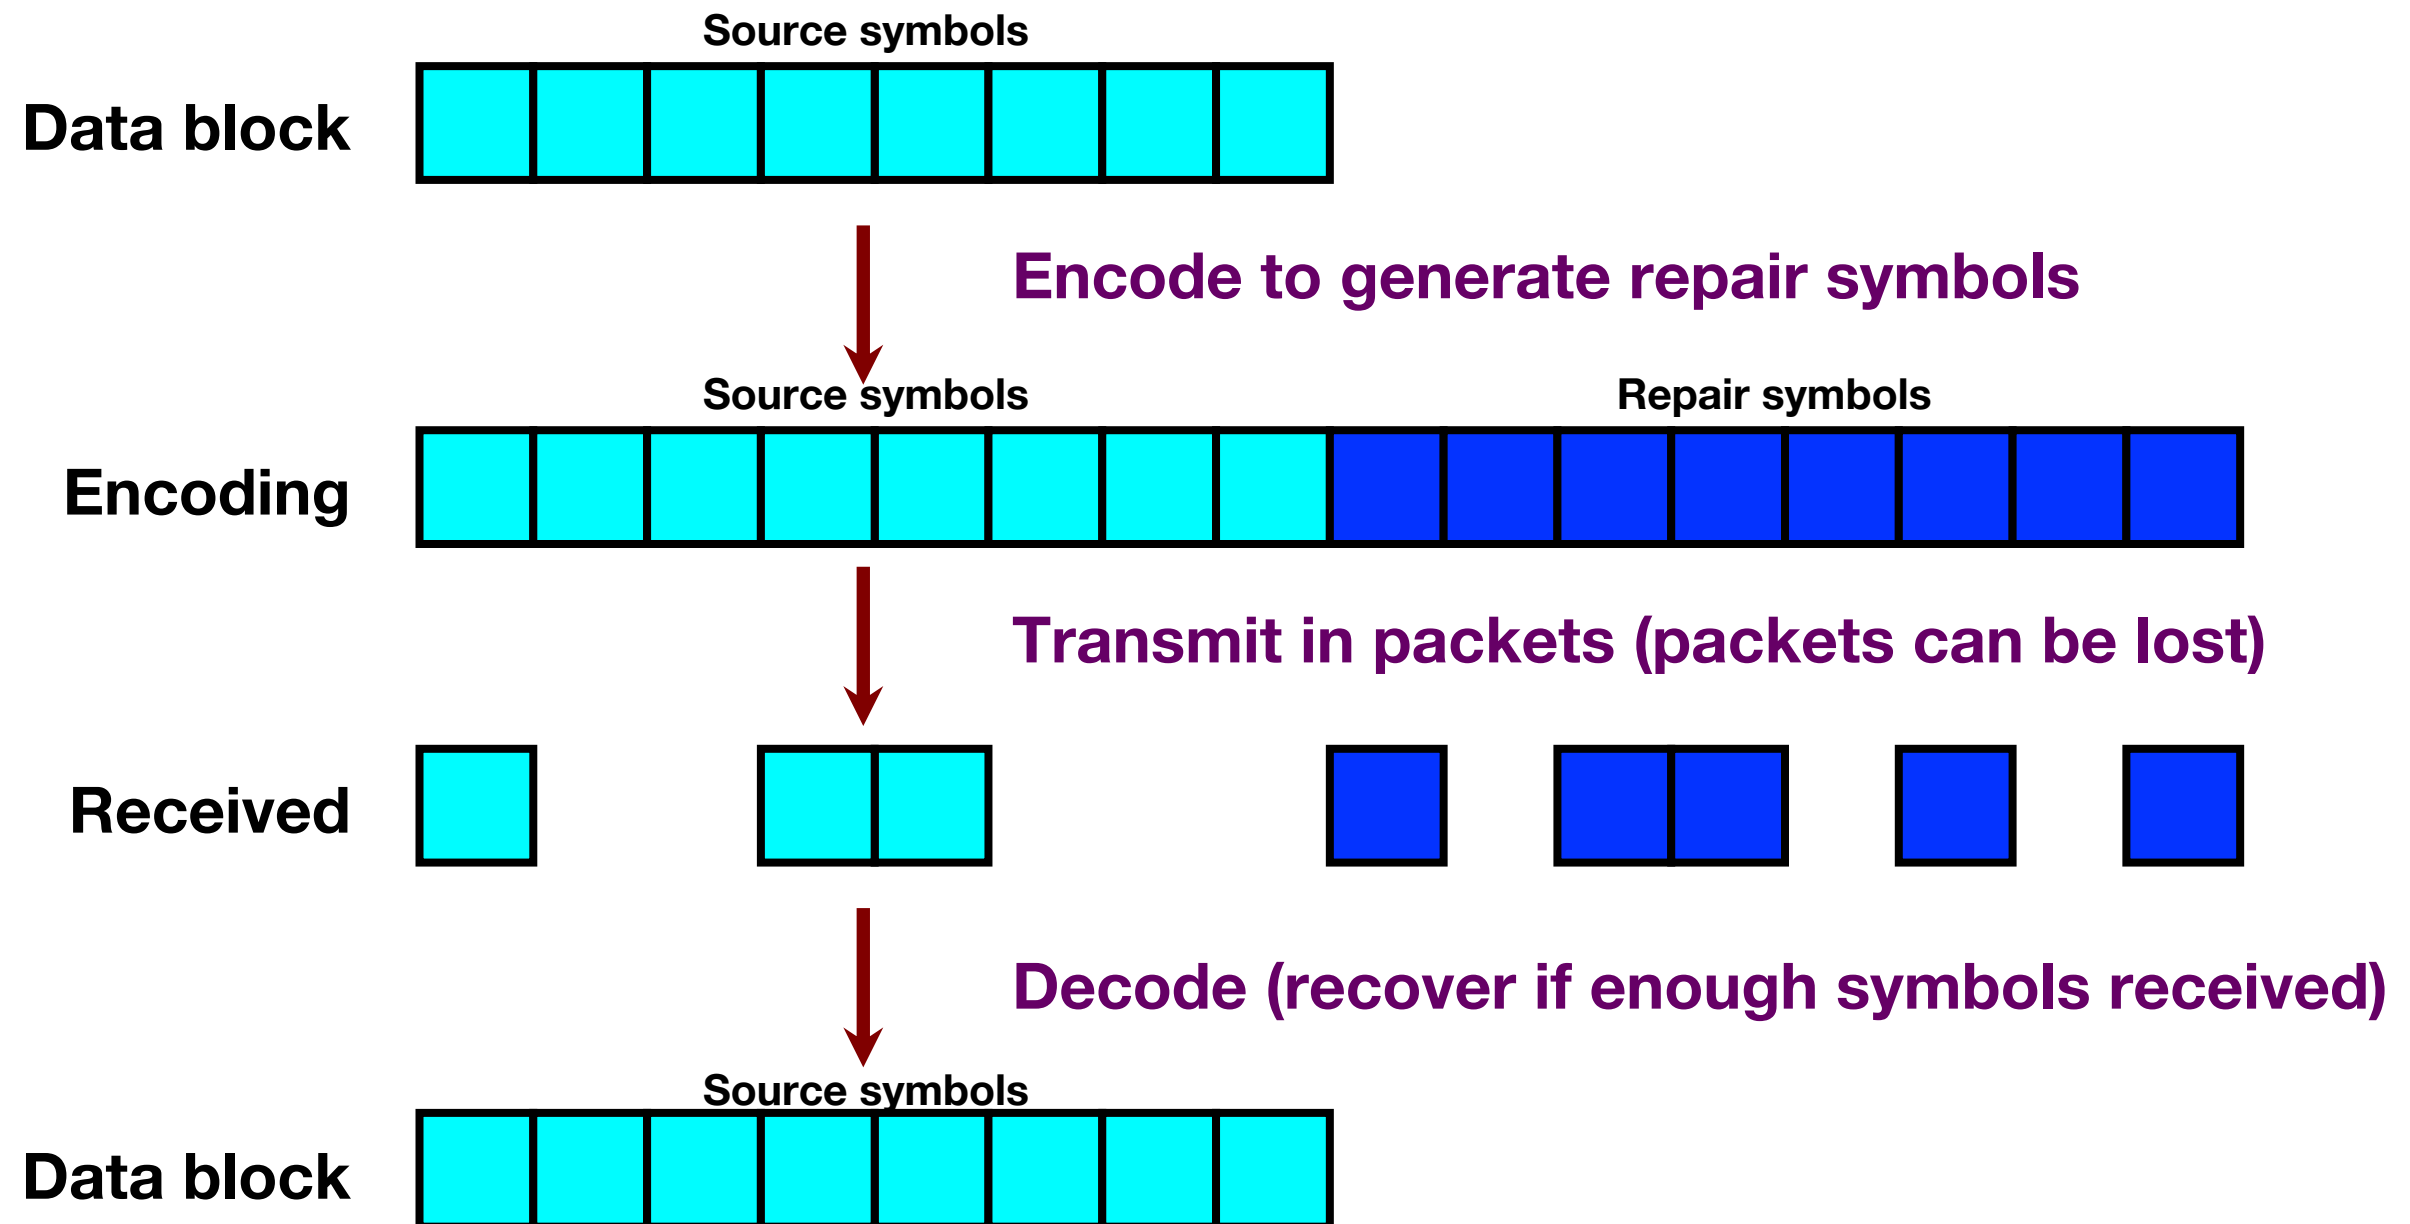 Source symbols
Data block
Encode to generate repair symbols
Source symbols
Repair symbols
Encoding
Transmit in packets (packets can be lost)
Received
Decode (recover if enough symbols received)
Source symbols
Data block